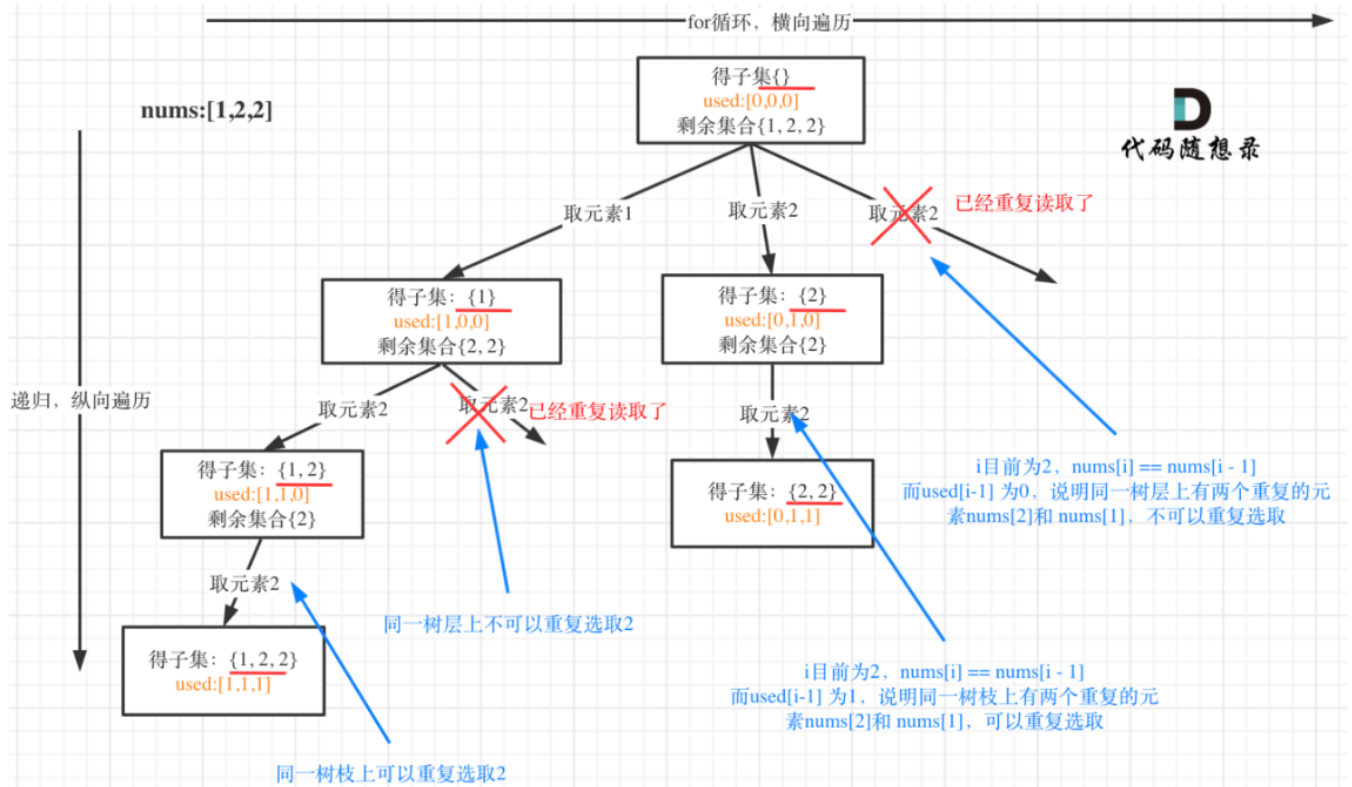 for循环，横向遍历
得子集{}
used:[0,0,0]
剩余集合{1, 2, 2}
nums:[1,2,2]
代码随想录
取元素1
取元素2
取元素2
已经重复读取了
得子集：{1}
used:[1,0,0]
剩余集合{2, 2}
得子集：{2}
used:[0,1,0]
剩余集合{2}
递归，纵向遍历
取元素2
取元素2
已经重复读取了
取元素2
得子集：{1, 2}
used:[1,1,0]
剩余集合{2}
得子集：{2, 2}
used:[0,1,1]
i目前为2，nums[i] == nums[i - 1]
而used[i-1] 为0，说明同一树层上有两个重复的元
素nums[2]和 nums[1]，不可以重复选取
取元素2
同一树层上不可以重复选取2
得子集：{1, 2, 2}
used:[1,1,1]
i目前为2，nums[i] == nums[i - 1]
而used[i-1] 为1，说明同一树枝上有两个重复的元
素nums[2]和 nums[1]，可以重复选取
同一树枝上可以重复选取2